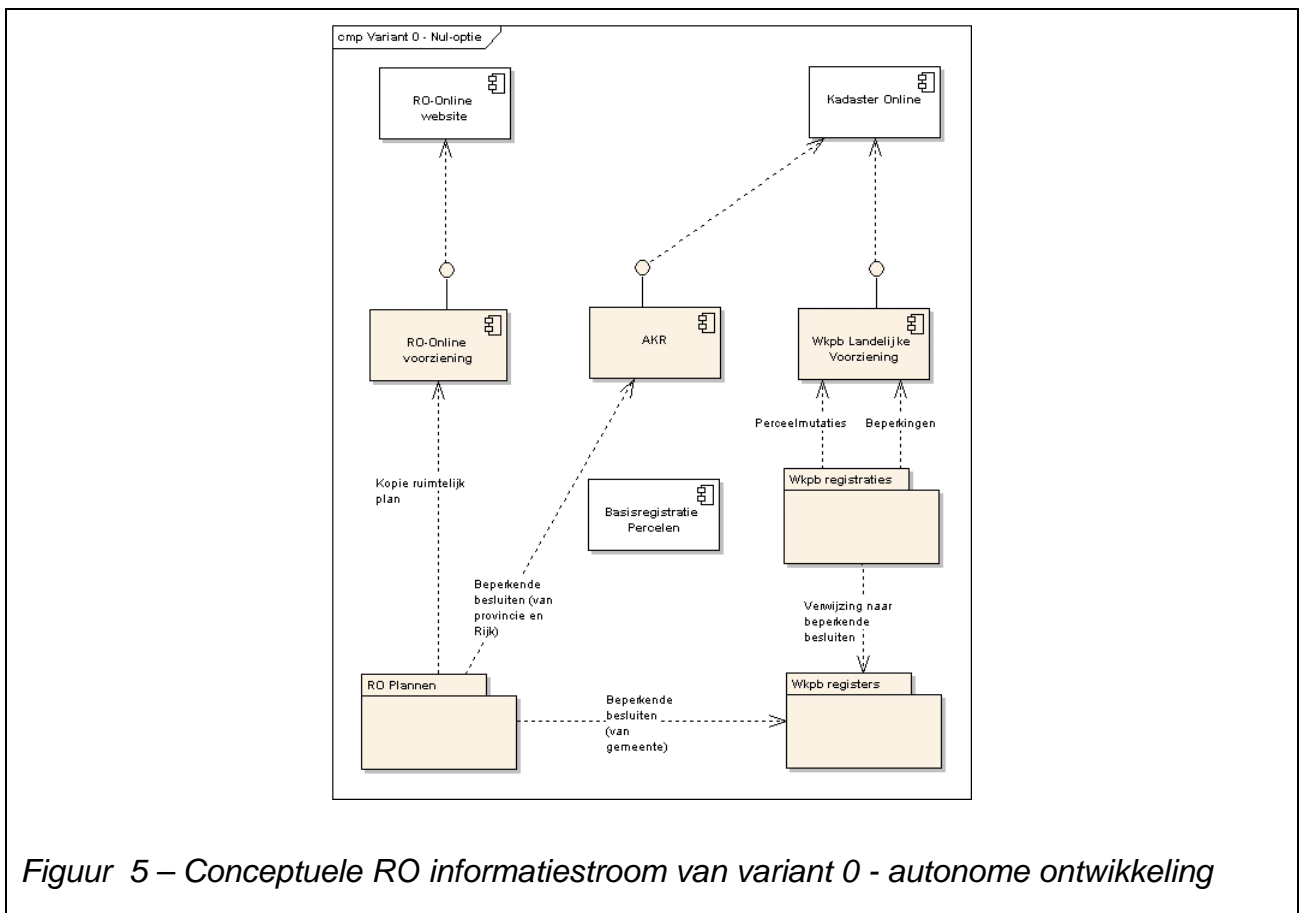 cmp Variant 0 - Nul-optie
RO-Online
website
Kadaster Online
RO-Online
voorziening
AKR
Wkpb Landelijke
Voorziening
Perceelmutaties
Beperkingen
Kopie ruimtelijk
plan
Wkpb registraties
Basisregistratie
Percelen
Beperkende
besluiten (van
provincie en
Rijk)
Verwijzing naar
beperkende
besluiten
RO Plannen
Wkpb registers
Beperkende
besluiten
(van
gemeente)
Figuur 5 – Conceptuele RO informatiestroom van variant 0 - autonome ontwikkeling